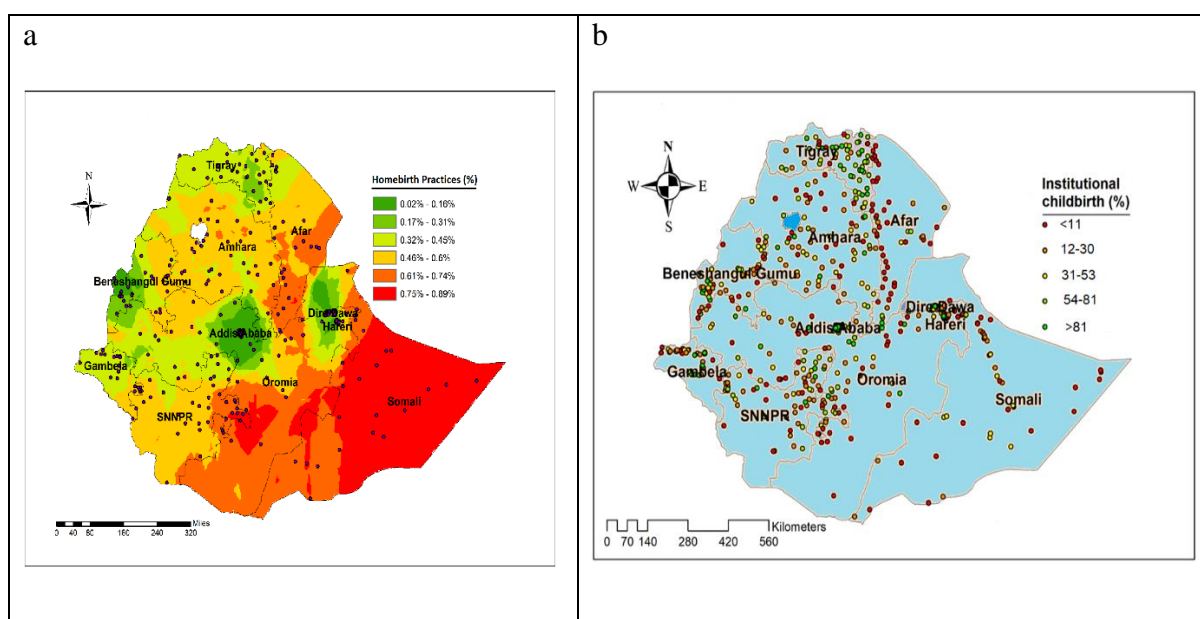 a
N
Tigray
Homebirth Practices (%)
0.02% - 0.16%
0.17% - 0.31%
0.32% - 0.45%
0.46% - 0.6%
0.61% - 0.74%
0.75% - 0.89%
Afar
Amhara
Beneshangul Gumu
Dire Dawa
Hareri
Addis Ababa
Gambela
Oromia
Somali
SNNPR
Miles
0 40 80 160 240 320
b
N
W E
S
Tigray
Institutional
childbirth (%)
<11
12-30
31-53
54-81
>81
Afar
Amhara
Beneshangul Gumu
Dire Dawa
Hareri
Addis Ababa
Gambela
Oromia
Somali
SNNPR
Kilometers
0 70 140 280 420 560